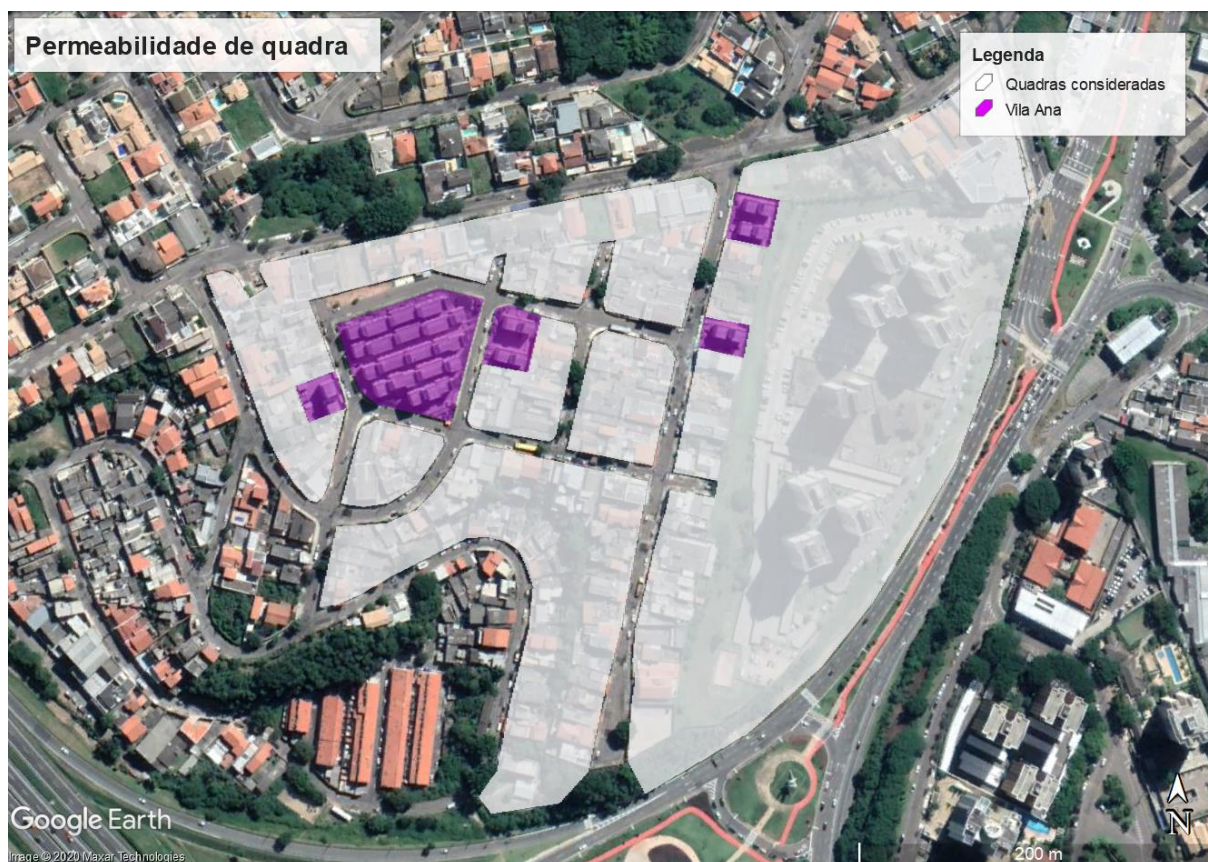 Permeabilidade de quadra
Legenda
Quadras consideradas
Vila Ana
Google Earth
Image © 2020 Maxar Technologies
N
200 m